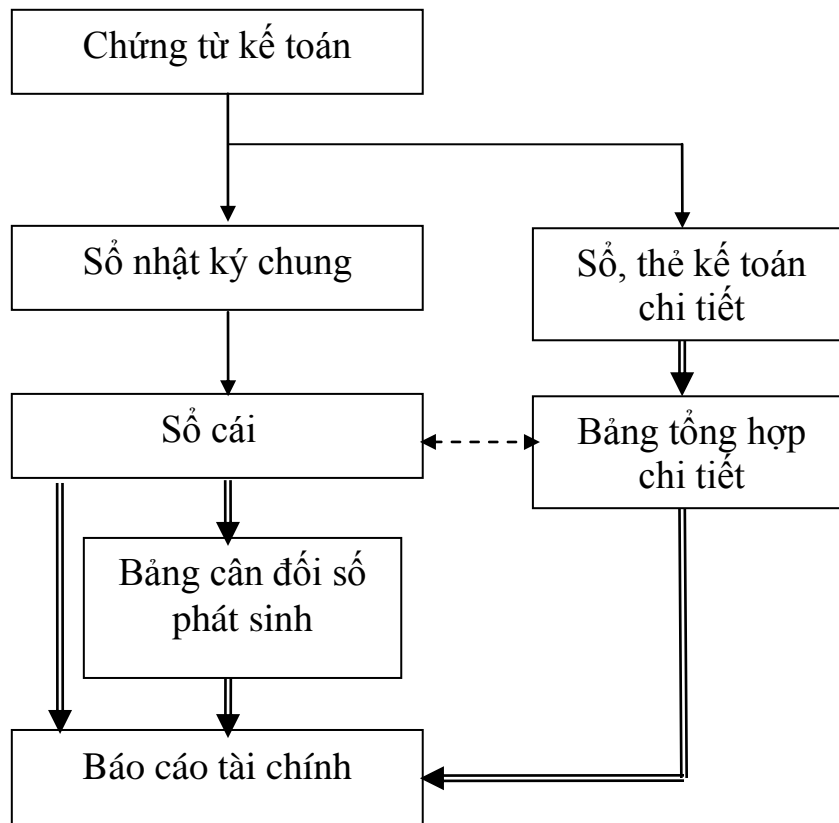 Chứng từ kế toán
Sổ nhật ký chung
Sổ, thẻ kế toán
chi tiết
Sổ cái
Bảng tổng hợp
chi tiết
Bảng cân đối số
phát sinh
Báo cáo tài chính